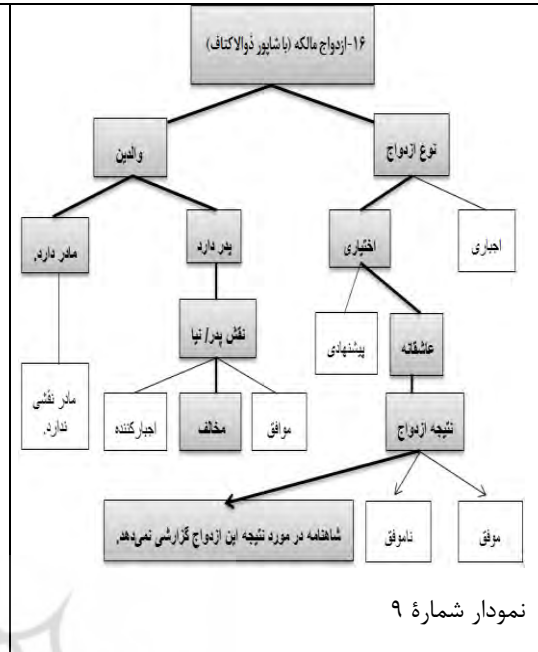 ۱۶-ازدواج مالکه (با شاپور ذوالاکتاف)
نوع ازدواج
والدین
اجباری
اختیاری
پدر دارد
مادر دارد.
عاشقانه
پیشنهادی
نقش پدر/ نیا
مادر نقشی
ندارد.
نتیجه ازدواج
موافق
مخالف
اجبارکننده
موفق
ناموفق
شاهنامه در مورد نتیجه این ازدواج گزارشی نمی‌دهد.
نمودار شمارهٔ ۹